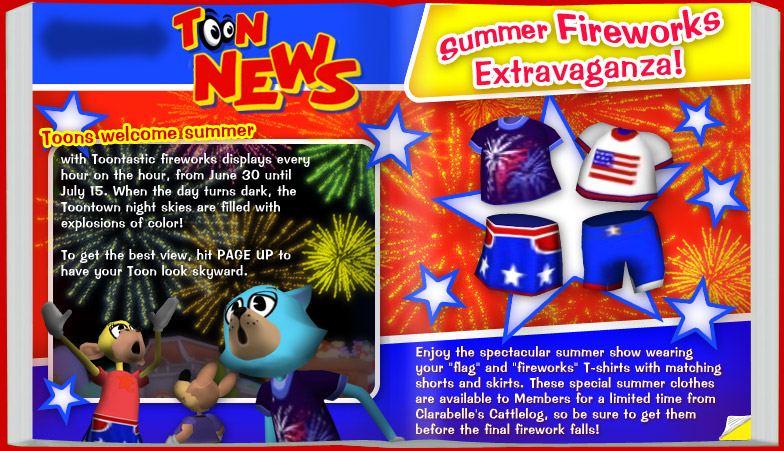 TOON
NEWS
Toons welcome summer
with Toontastic fireworks displays every
hour on the hour, from June 30 until
July 15. When the day turns dark, the
Toontown night skies are filled with
explosions of color!
To get the best view, hit PAGE UP to
have your Toon look skyward.
Summer Fireworks
Extravaganza!
Enjoy the spectacular summer show wearing
your "flag" and "fireworks" T-shirts with matching
shorts and skirts. These special summer clothes
are available to Members for a limited time from
Clarabelle's Cattlelog, so be sure to get them
before the final firework falls!